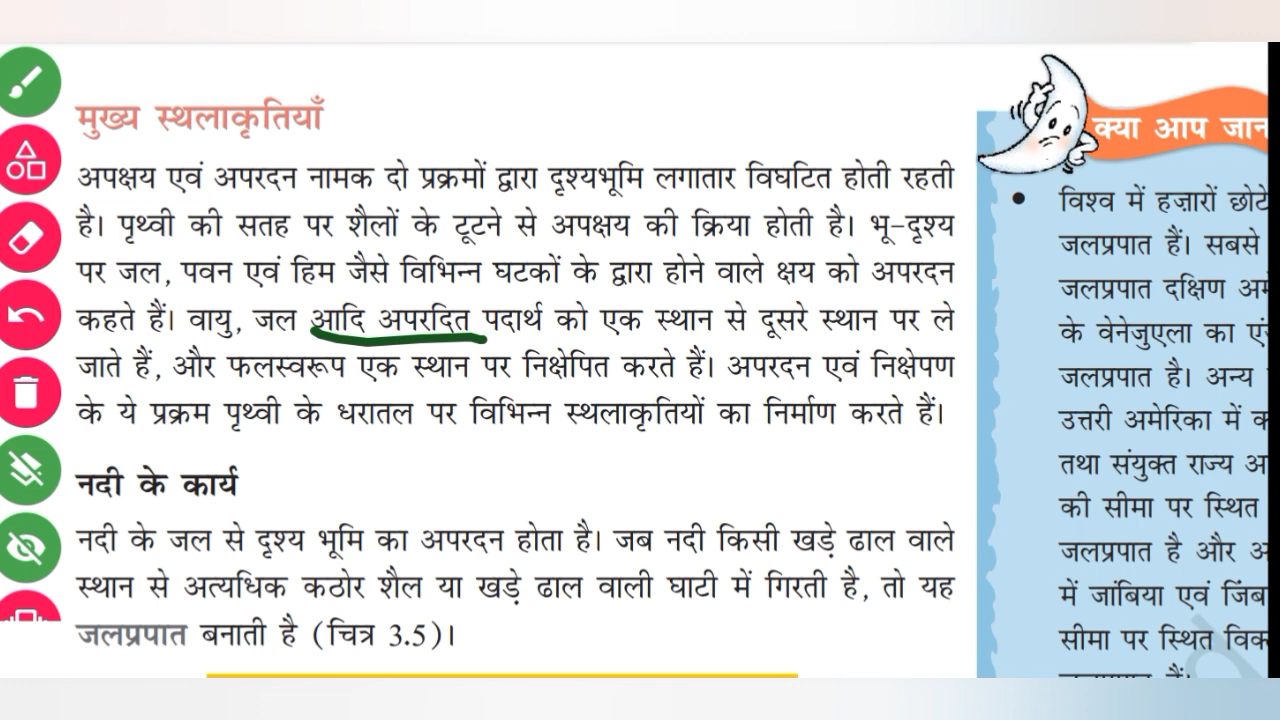 मुख्य स्थलाकृतियाँ
अपक्षय एवं अपरदन नामक दो प्रक्रमों द्वारा दृश्यभूमि लगातार विघटित होती रहती
है। पृथ्वी की सतह पर शैलों के टूटने से अपक्षय की क्रिया होती है। भू-दृश्य
पर जल, पवन एवं हिम जैसे विभिन्न घटकों के द्वारा होने वाले क्षय को अपरदन
कहते हैं। वायु, जल आदि अपरदित पदार्थ को एक स्थान से दूसरे स्थान पर ले
जाते हैं, और फलस्वरूप एक स्थान पर निक्षेपित करते हैं। अपरदन एवं निक्षेपण
के ये प्रक्रम पृथ्वी के धरातल पर विभिन्न स्थलाकृतियों का निर्माण करते हैं।
नदी के कार्य
नदी के जल से दृश्य भूमि का अपरदन होता है। जब नदी किसी खड़े ढाल वाले
स्थान से अत्यधिक कठोर शैल या खड़े ढाल वाली घाटी में गिरती है, तो यह
जलप्रपात बनाती है (चित्र 3.5)।
क्या आप जान
• विश्व में हज़ारों छोटे
जलप्रपात हैं। सबसे
जलप्रपात दक्षिण अमे
के वेनेजुएला का एं
जलप्रपात है। अन्य
उत्तरी अमेरिका में क
तथा संयुक्त राज्य अ
की सीमा पर स्थित
जलप्रपात है और अ
में जांबिया एवं जिंब
सीमा पर स्थित विक्